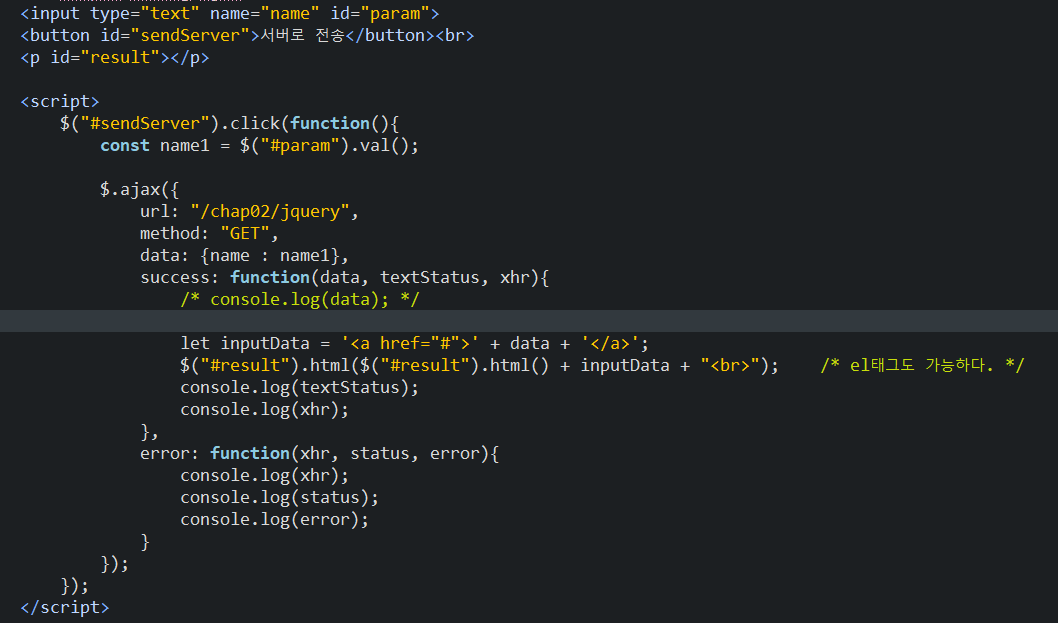 <input type="text" name="name" id="param">
<button id="sendServer">서버로 전송</button><br>
<p id="result"></p>
<script>
$("#sendServer").click(function(){
const name1 = $("#param").val();
$.ajax({
url: "/chap02/jquery",
method: "GET",
data: {name : name1},
success: function(data, textStatus, xhr){
/* console.log(data); */
let inputData = '<a href="#">' + data + '</a>';
$("#result").html($("#result").html() + inputData + "<br>"); /* el태그도 가능하다. */
console.log(textStatus);
console.log(xhr);
},
error: function(xhr, status, error){
console.log(xhr);
console.log(status);
console.log(error);
}
});
});
</script>